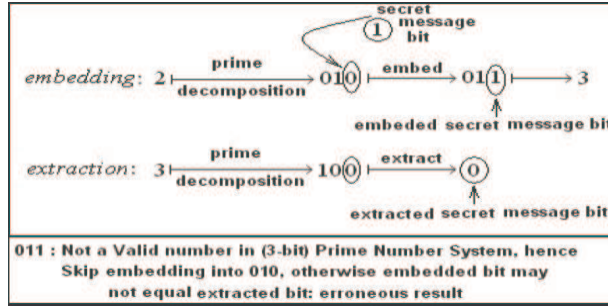 secret
message
1
bit
prime
embed
embedding: 2 010 011 3
decomposition
embeded secret message bit
prime
extract
extraction: 3 100 0
decomposition
extracted secret message bit
011 : Not a Valid number in (3-bit) Prime Number System, hence
Skip embedding into 010, otherwise embedded bit may
not equal extracted bit: erroneous result